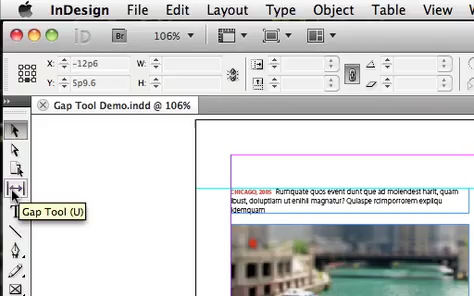 InDesign File Edit Layout Type Object Table View W
Br 106%
X: -12p6 W: H:
Y: 5p9.6
Gap Tool Demo.indd @ 106%
Gap Tool (U)
T
CHICAGO, 2085 Rumquate quos event dunt que ad molendest harit, quam
ibust, doluptiam ut enihil magnatur? Quiaspe rcimporrorem expliqu
idemquam